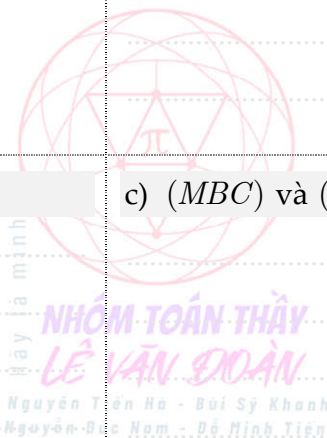 π
c) (MBC) và (
NHÓM TOÁN THẦY
LÊ VĂN ĐOÀN
Nguyễn Tiến Hà - Bùi Sỹ Khanh
Nguyễn Đức Nam - Đỗ Minh Tiến